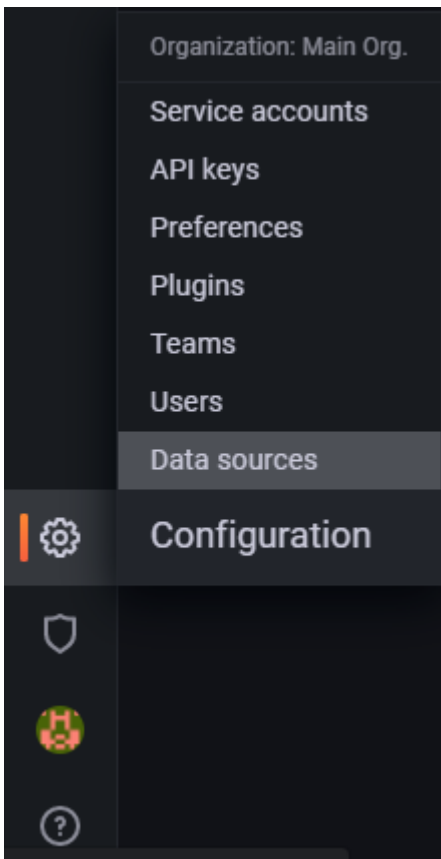 Organization: Main Org.
Service accounts
API keys
Preferences
Plugins
Teams
Users
Data sources
Configuration
?